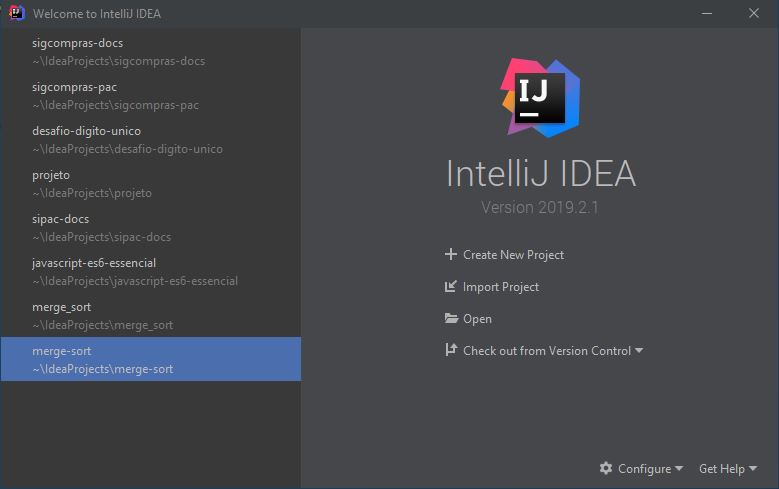 Welcome to IntelliJ IDEA
sigcompras-docs
~\IdeaProjects\sigcompras-docs
sigcompras-pac
~\IdeaProjects\sigcompras-pac
desafio-digito-unico
~\IdeaProjects\desafio-digito-unico
projeto
~\IdeaProjects\projeto
sipac-docs
~\IdeaProjects\sipac-docs
javascript-es6-essencial
~\IdeaProjects\javascript-es6-essencial
merge_sort
~\IdeaProjects\merge_sort
merge-sort
~\IdeaProjects\merge-sort
IJ
IntelliJ IDEA
Version 2019.2.1
Create New Project
Import Project
Open
Check out from Version Control
Configure
Get Help